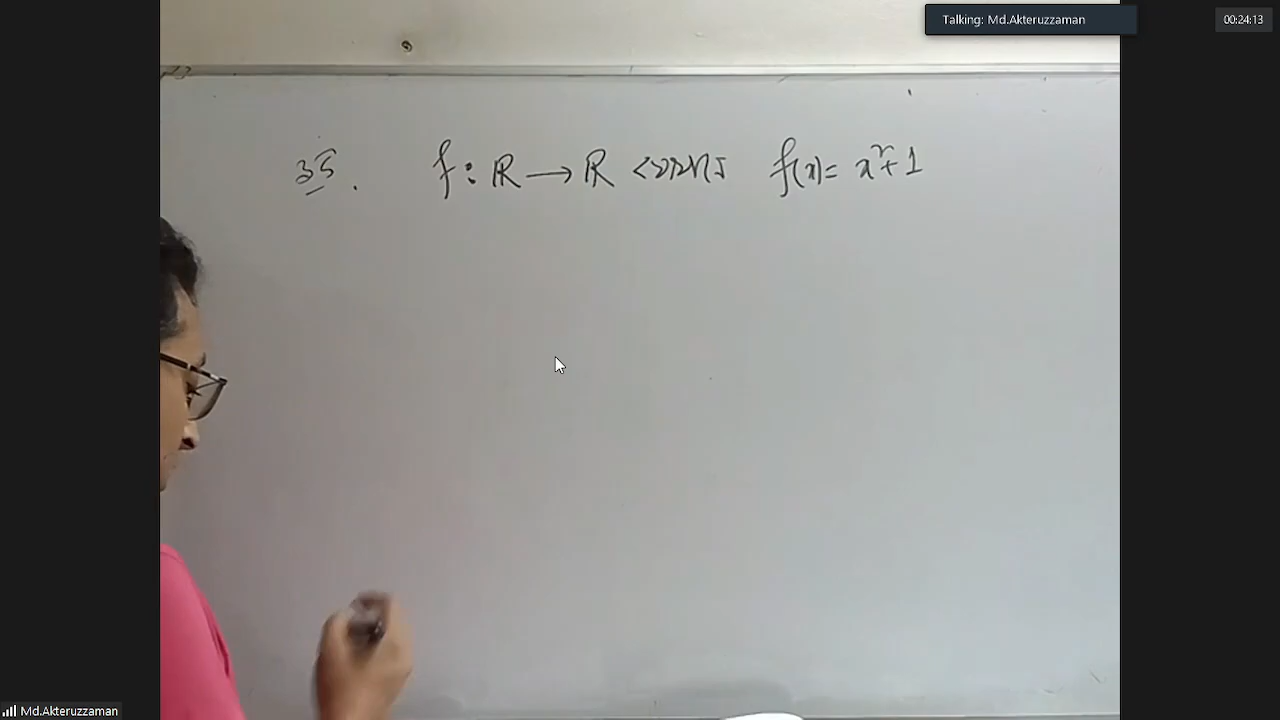 Talking: Md.Akteruzzaman
00:24:13
35. f: ℝ → ℝ যেখানে f(x) = x² + 1
Md.Akteruzzaman